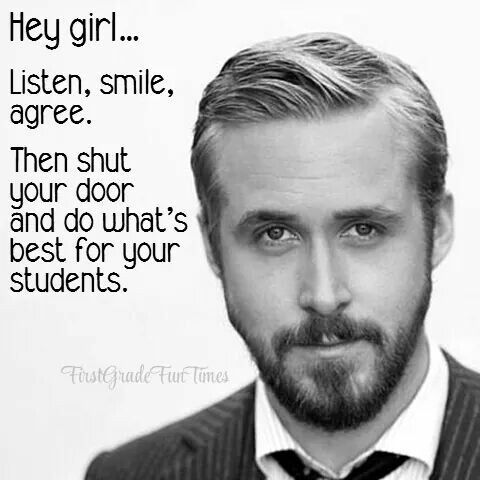 Hey girl...
Listen, smile,
agree.
Then shut
your door
and do what's
best for your
students.
FirstGradeFunTimes